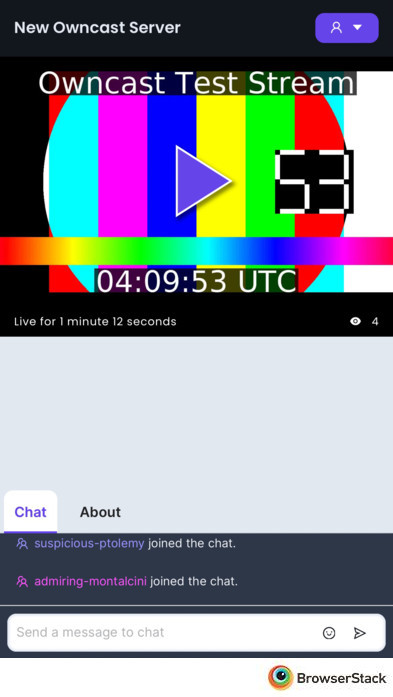 New Owncast Server
Owncast Test Stream
53
04:09:53 UTC
Live for 1 minute 12 seconds
4
Chat
About
suspicious-ptolemy joined the chat.
admiring-montalcini joined the chat.
Send a message to chat
BrowserStack